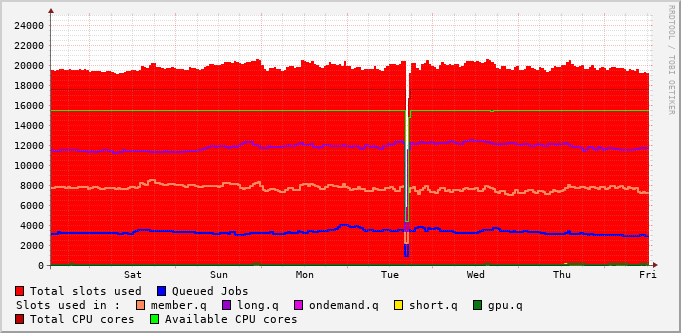 RRDTOOL / TOBI OETIKER
24000
22000
20000
18000
16000
14000
12000
10000
8000
6000
4000
2000
0
Sat Sun Mon Tue Wed Thu Fri
Total slots used Queued Jobs
Slots used in : member.q long.q ondemand.q short.q gpu.q
Total CPU cores Available CPU cores